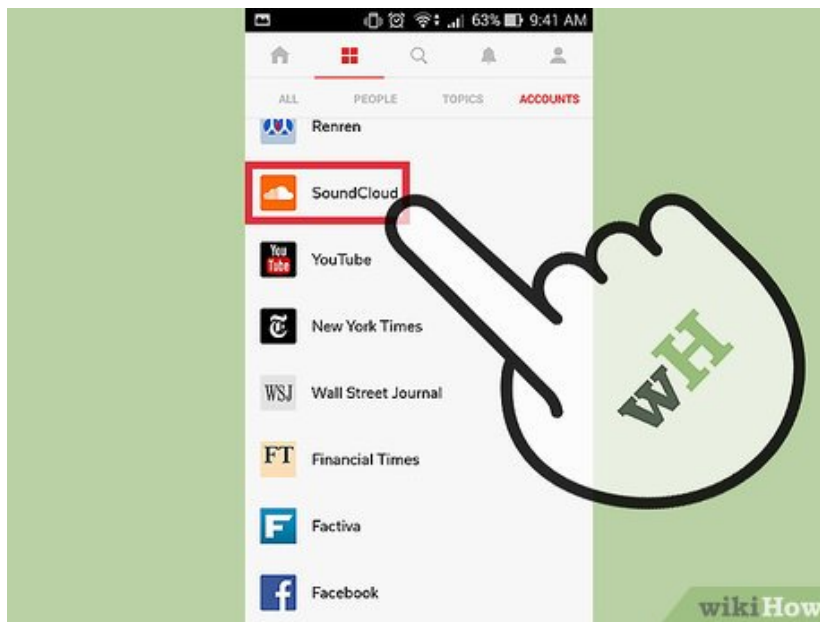 63% 9:41 AM
ALL PEOPLE TOPICS ACCOUNTS
Renren
SoundCloud
You Tube YouTube
New York Times
WSJ Wall Street Journal
FT Financial Times
F Factiva
f Facebook
wH
wikiHow